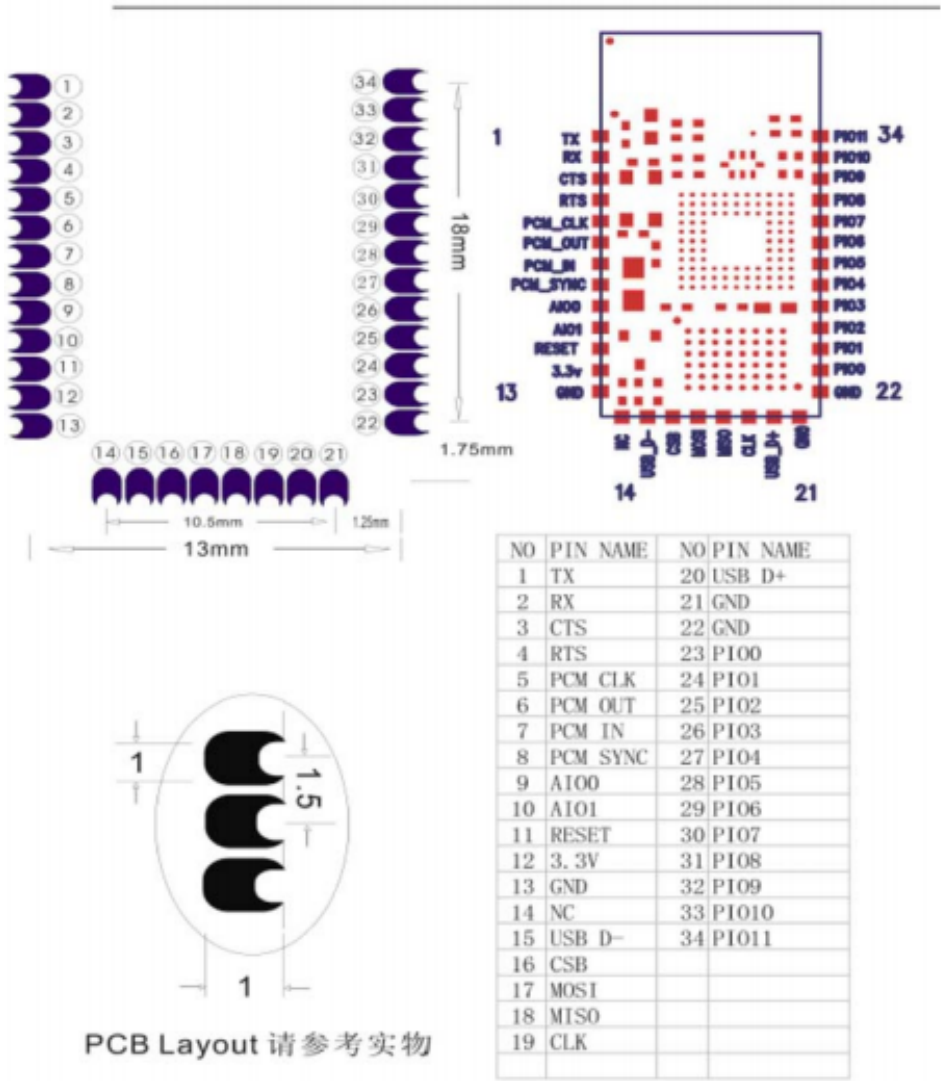 1
2
3
4
5
6
7
8
9
10
11
12
13
34
33
32
31
30
29
28
27
26
25
24
23
22
14 15 16 17 18 19 20 21
18mm
1.75mm
10.5mm
1.25mm
13mm
1
13
TX
RX
CTS
RTS
PCM_CLK
PCM_OUT
PCM_IN
PCM_SYNC
AIO0
AIO1
RESET
3.3v
GND
PIO11
PIO10
PIO9
PIO8
PIO7
PIO6
PIO5
PIO4
PIO3
PIO2
PIO1
PIO0
GND
34
22
NC
USB_D-
CSB
MOSI
MISO
CLK
USB_D+
GND
14
21
NO PIN NAME NO PIN NAME
1 TX 20 USB D+
2 RX 21 GND
3 CTS 22 GND
4 RTS 23 PIO0
5 PCM CLK 24 PIO1
6 PCM OUT 25 PIO2
7 PCM IN 26 PIO3
8 PCM SYNC 27 PIO4
9 AIO0 28 PIO5
10 AIO1 29 PIO6
11 RESET 30 PIO7
12 3.3V 31 PIO8
13 GND 32 PIO9
14 NC 33 PIO10
15 USB D- 34 PIO11
16 CSB
17 MOSI
18 MISO
19 CLK
1
1.5
1
PCB Layout 请参考实物